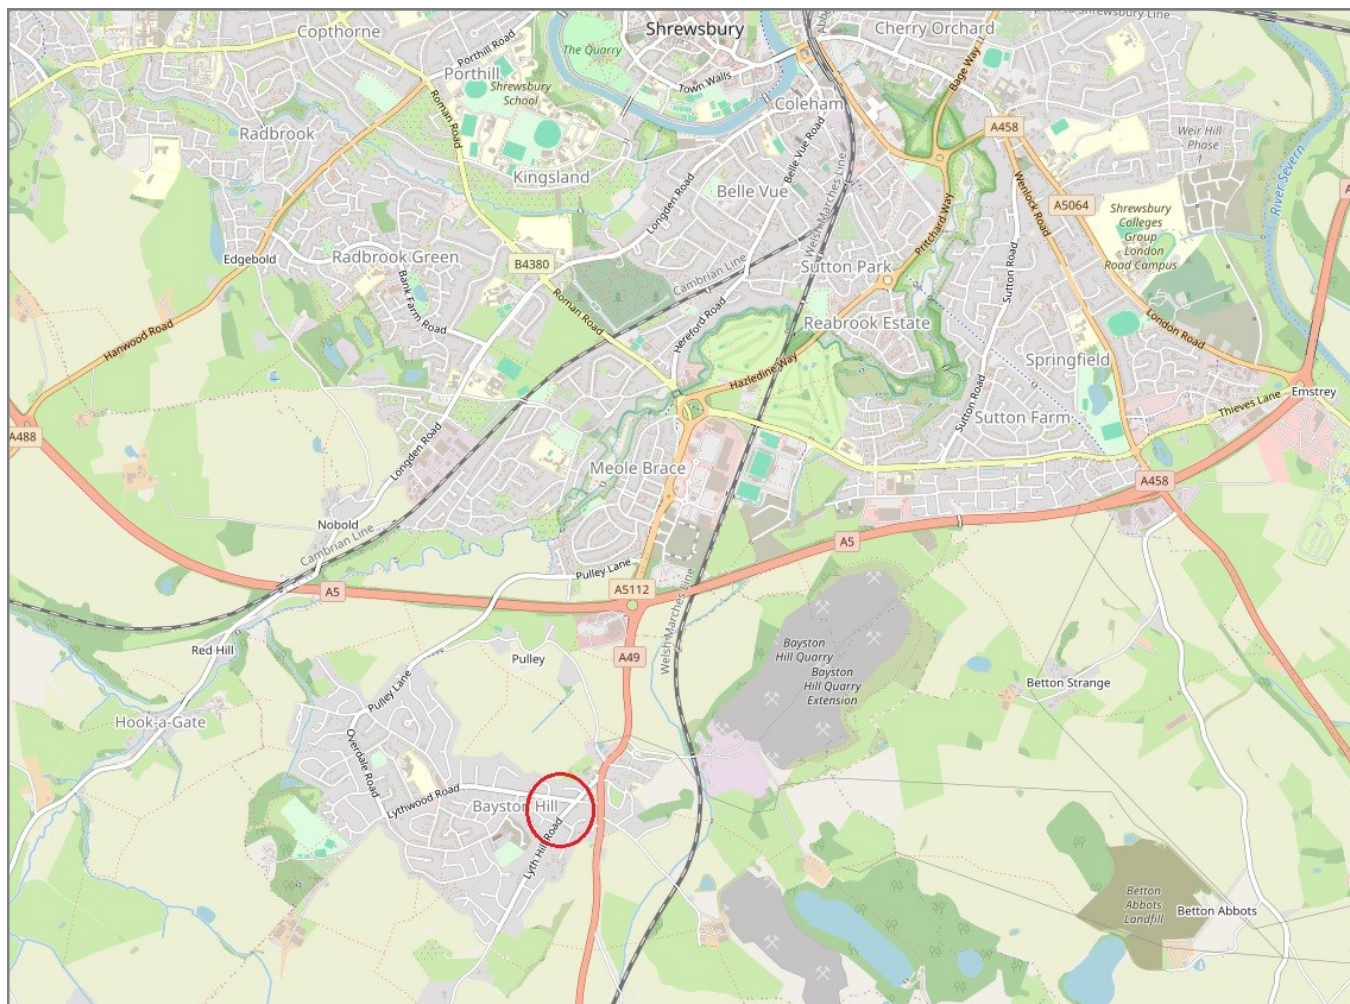 Copthorne
Shrewsbury
Cherry Orchard
Shrewsbury Line
Porthill Road
The Quarry
Bage Way
Porthill
Town Walls
Shrewsbury
School
Roman Road
Coleham
Radbrook
A458
Weir Hill
Phase
1
Belle Vue Road
Kingsland
Belle Vue
Longden Road
Welsh Marches Line
Wenlock Road
A5064
River Severn
Pritchard Way
Shrewsbury
Colleges
Group
London
Road Campus
Edgebold
Radbrook Green
B4380
Cambrian Line
Sutton Park
Sutton Road
Bank Farm Road
Roman Road
Hereford Road
Reabrook Estate
London Road
Hanwood Road
Hazledine Way
Springfield
Emstrey
Thieves Lane
Sutton Road
Sutton Farm
A488
Longden Road
Meole Brace
A458
Nobold
Cambrian Line
A5
Pulley Lane
A5
A5112
Welsh Marches Line
Red Hill
Pulley
A49
Bayston
Hill Quarry
Bayston
Hill Quarry
Extension
Betton Strange
Pulley Lane
Hook-a-Gate
Overdale Road
Lythwood Road
Bayston Hill
Lyth Hill Road
Betton
Abbots
Landfill
Betton Abbots